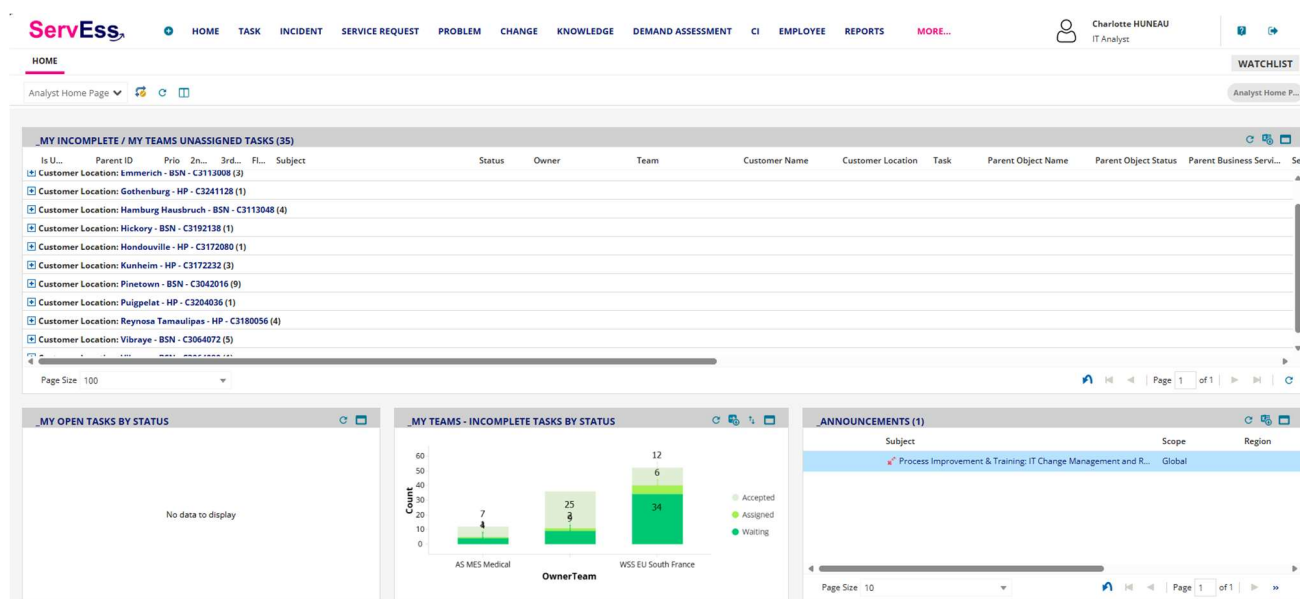 ServEss
HOME TASK INCIDENT SERVICE REQUEST PROBLEM CHANGE KNOWLEDGE DEMAND ASSESSMENT CI EMPLOYEE REPORTS MORE...
Charlotte HUNEAU
IT Analyst
HOME
WATCHLIST
Analyst Home Page
Analyst Home P...
_MY INCOMPLETE / MY TEAMS UNASSIGNED TASKS (35)
Is U... Parent ID Prio 2n... 3rd... Fl... Subject Status Owner Team Customer Name Customer Location Task Parent Object Name Parent Object Status Parent Business Servi... Se
Customer Location: Emmerich - BSN - C3113008 (3)
Customer Location: Gothenburg - HP - C3241128 (1)
Customer Location: Hamburg Hausbruch - BSN - C3113048 (4)
Customer Location: Hickory - BSN - C3192138 (1)
Customer Location: Hondouville - HP - C3172080 (1)
Customer Location: Kunheim - HP - C3172232 (3)
Customer Location: Pinetown - BSN - C3042016 (9)
Customer Location: Puigpelat - HP - C3204036 (1)
Customer Location: Reynosa Tamaulipas - HP - C3180056 (4)
Customer Location: Vibraye - BSN - C3064072 (5)
Page Size 100
Page 1 of 1
_MY OPEN TASKS BY STATUS
No data to display
_MY TEAMS - INCOMPLETE TASKS BY STATUS
60
50
40
30
20
10
0
Count
7
4
25
9
12
6
34
AS MES Medical
WSS EU South France
OwnerTeam
Accepted
Assigned
Waiting
_ANNOUNCEMENTS (1)
Subject Scope Region
Process Improvement & Training: IT Change Management and R... Global
Page Size 10
Page 1 of 1